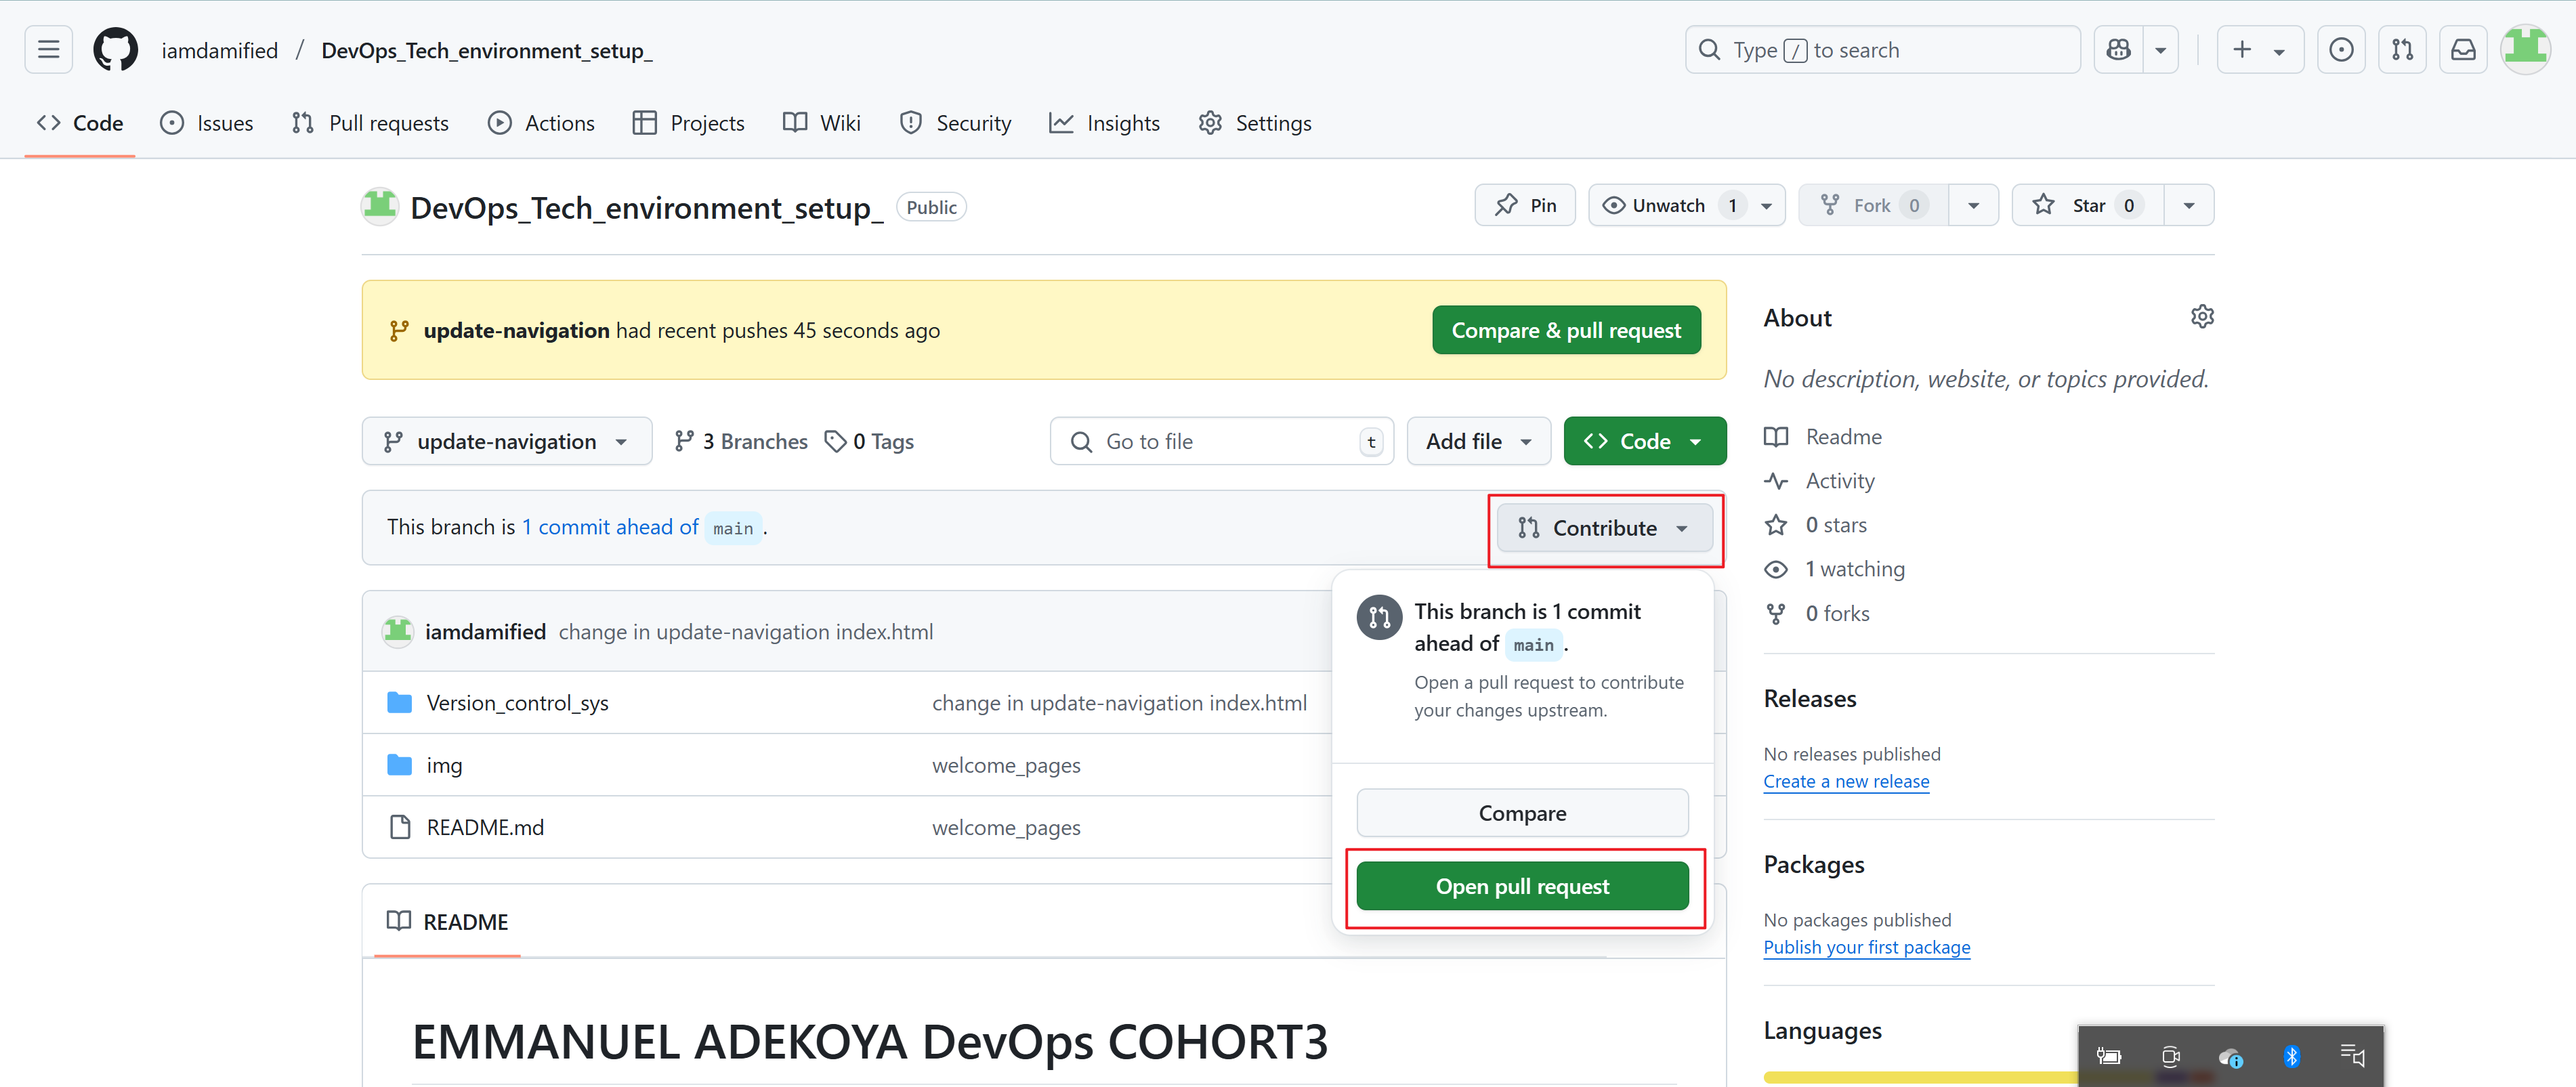 iamdamified / DevOps_Tech_environment_setup_
Type / to search
Code Issues Pull requests Actions Projects Wiki Security Insights Settings
DevOps_Tech_environment_setup_ Public
Pin Unwatch 1 Fork 0 Star 0
update-navigation had recent pushes 45 seconds ago
Compare & pull request
update-navigation 3 Branches 0 Tags
Go to file t Add file Code
This branch is 1 commit ahead of main .
Contribute
This branch is 1 commit
ahead of main .
Open a pull request to contribute
your changes upstream.
Compare
Open pull request
iamdamified change in update-navigation index.html
Version_control_sys change in update-navigation index.html
img welcome_pages
README.md welcome_pages
README
EMMANUEL ADEKOYA DevOps COHORT3
About
No description, website, or topics provided.
Readme
Activity
0 stars
1 watching
0 forks
Releases
No releases published
Create a new release
Packages
No packages published
Publish your first package
Languages